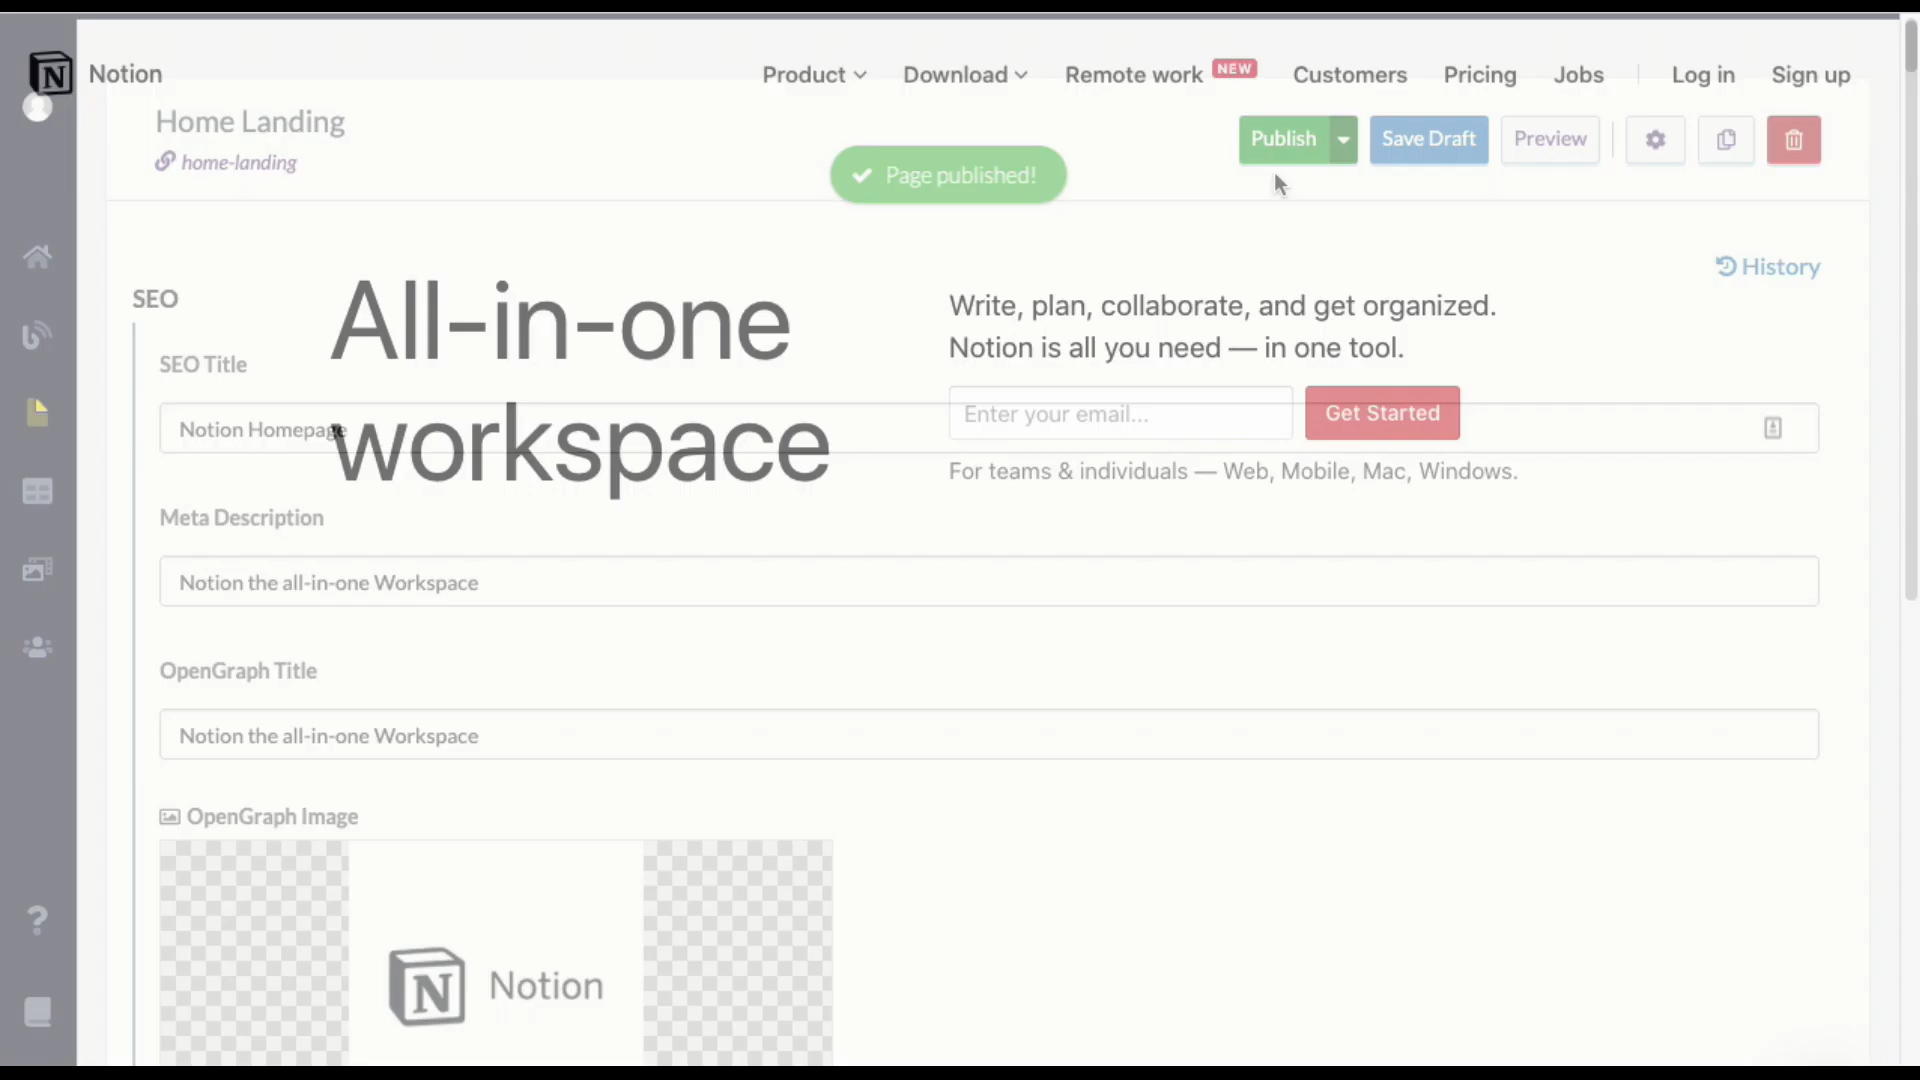 Notion
Product
Download
Remote work NEW
Customers
Pricing
Jobs
Log in
Sign up
Home Landing
home-landing
Publish
Save Draft
Preview
Page published!
History
SEO
All-in-one
workspace
Write, plan, collaborate, and get organized.
Notion is all you need — in one tool.
SEO Title
Notion Homepage
Enter your email...
Get Started
For teams & individuals — Web, Mobile, Mac, Windows.
Meta Description
Notion the all-in-one Workspace
OpenGraph Title
Notion the all-in-one Workspace
OpenGraph Image
N Notion